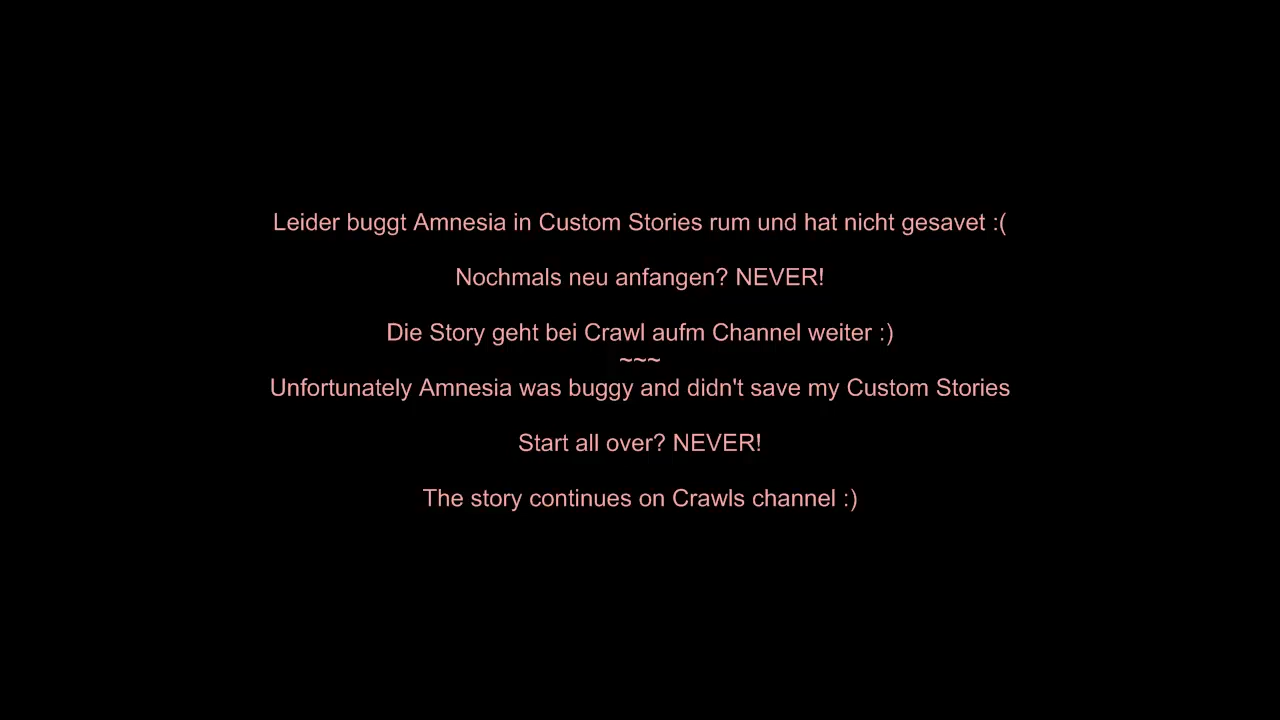 Leider buggt Amnesia in Custom Stories rum und hat nicht gesavet :(
Nochmals neu anfangen? NEVER!
Die Story geht bei Crawl aufm Channel weiter :)
~~~
Unfortunately Amnesia was buggy and didn't save my Custom Stories
Start all over? NEVER!
The story continues on Crawls channel :)